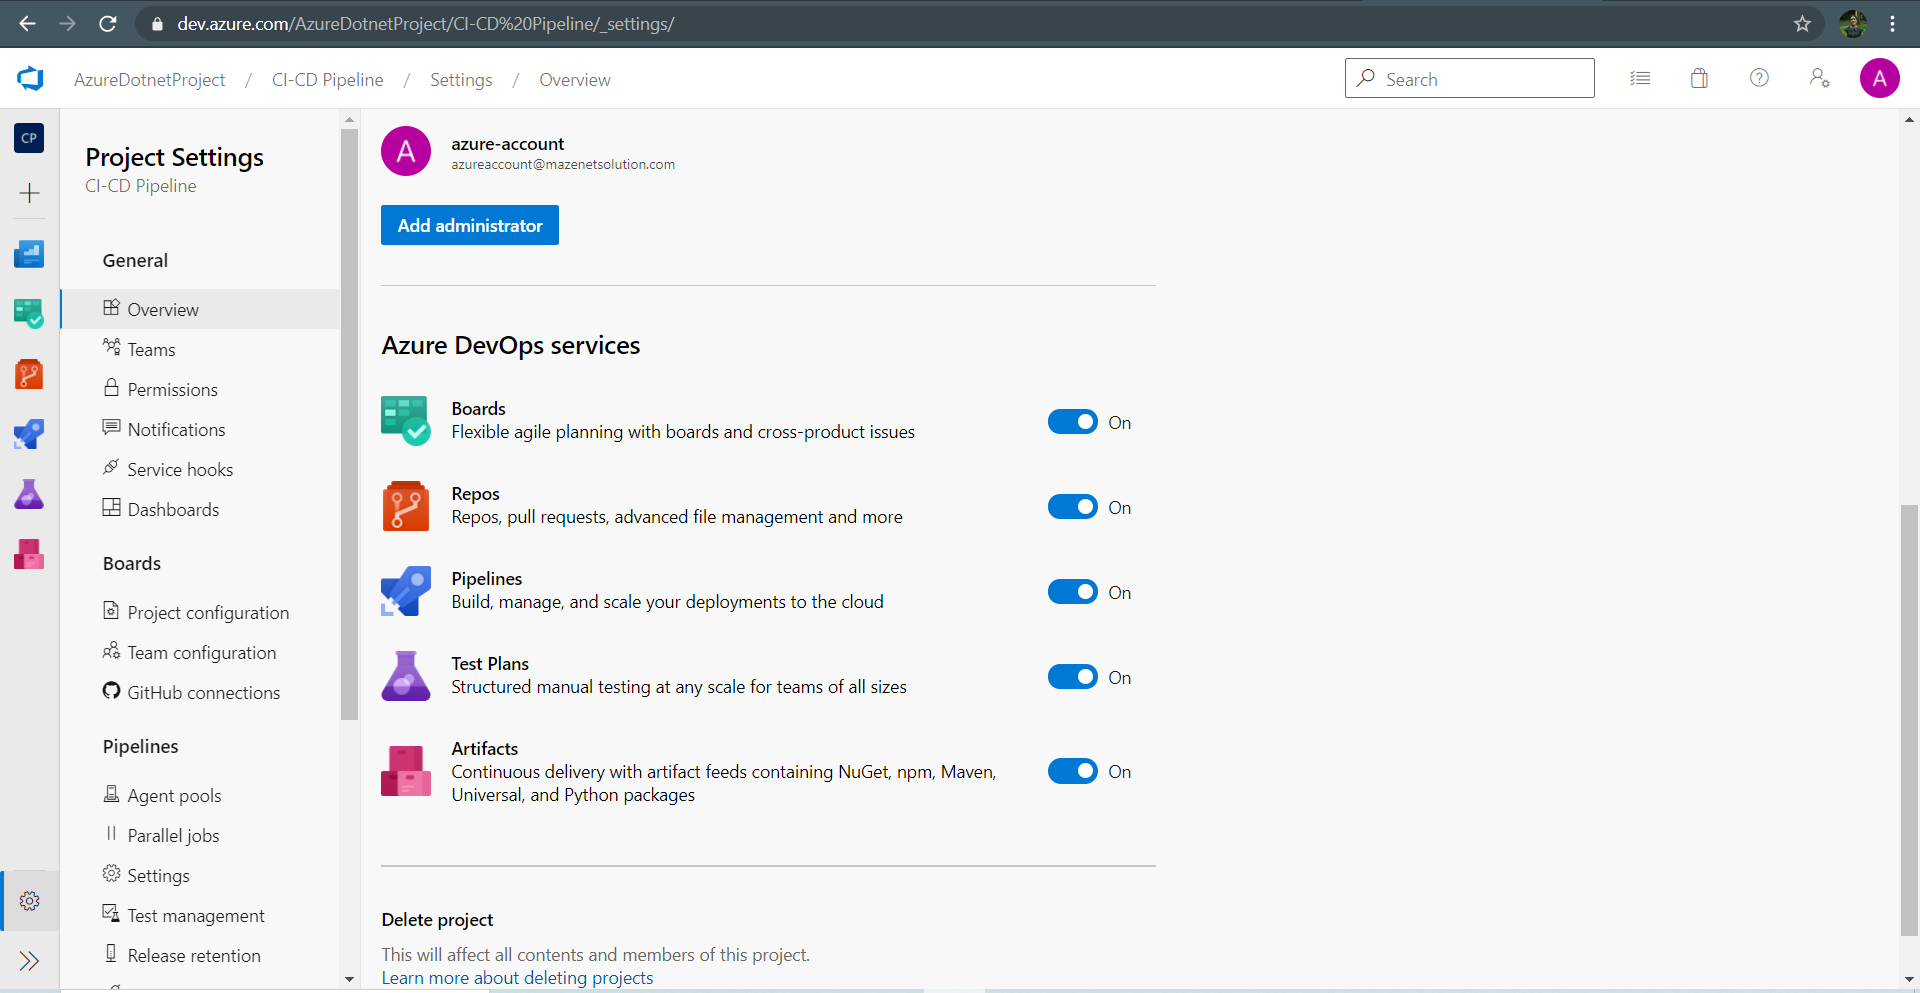 dev.azure.com/AzureDotnetProject/CI-CD%20Pipeline/_settings/
AzureDotnetProject / CI-CD Pipeline / Settings / Overview
Search
A
CP
Project Settings
CI-CD Pipeline
General
Overview
Teams
Permissions
Notifications
Service hooks
Dashboards
Boards
Project configuration
Team configuration
GitHub connections
Pipelines
Agent pools
Parallel jobs
Settings
Test management
Release retention
A
azure-account
azureaccount@mazenetsolution.com
Add administrator
Azure DevOps services
Boards
Flexible agile planning with boards and cross-product issues
On
Repos
Repos, pull requests, advanced file management and more
On
Pipelines
Build, manage, and scale your deployments to the cloud
On
Test Plans
Structured manual testing at any scale for teams of all sizes
On
Artifacts
Continuous delivery with artifact feeds containing NuGet, npm, Maven,
Universal, and Python packages
On
Delete project
This will affect all contents and members of this project.
Learn more about deleting projects